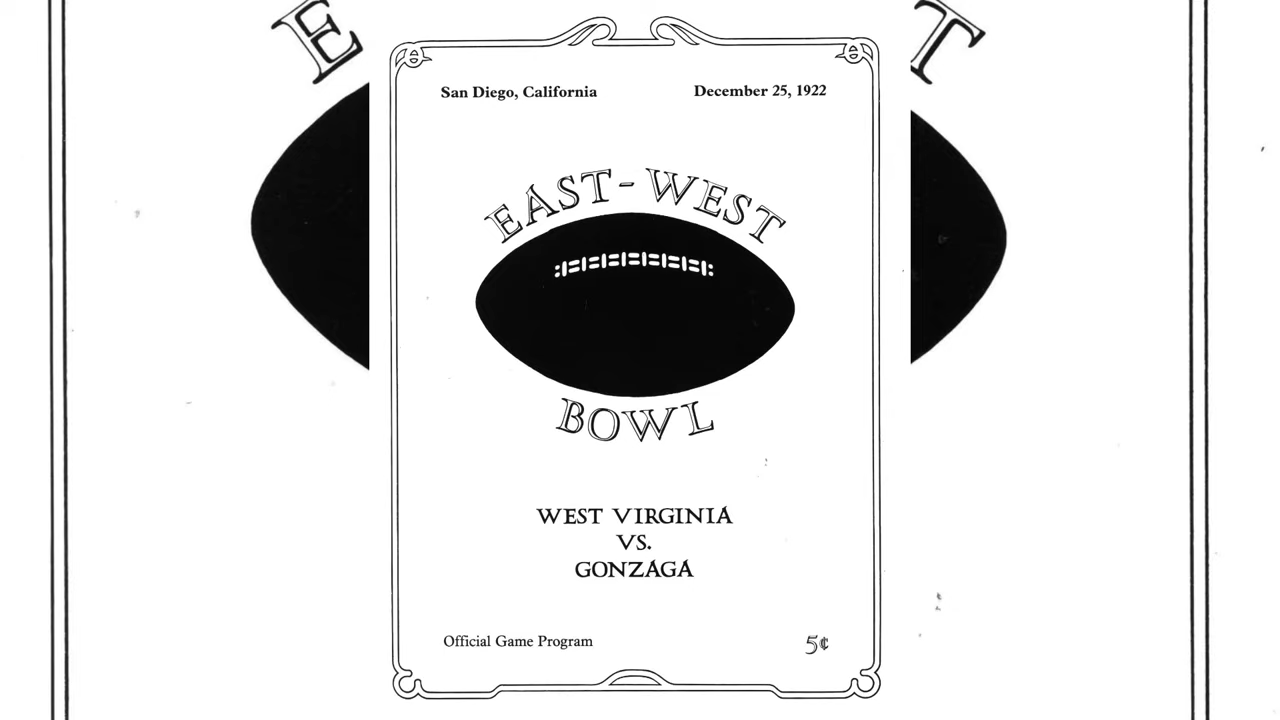 San Diego, California
December 25, 1922
EAST-WEST
BOWL
WEST VIRGINIA
VS.
GONZAGA
Official Game Program
5¢
E
T